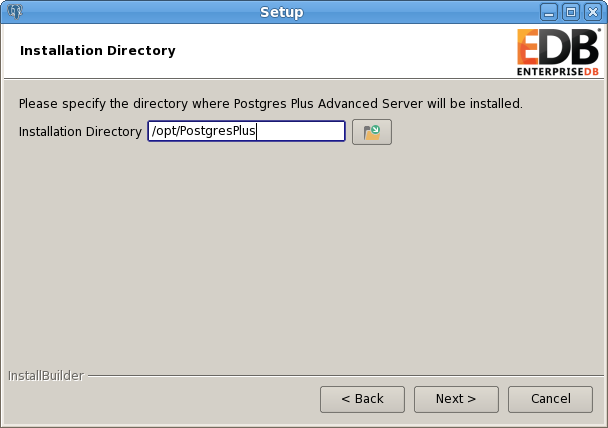 Setup
Installation Directory
EDB
ENTERPRISEDB
Please specify the directory where Postgres Plus Advanced Server will be installed.
Installation Directory /opt/PostgresPlus
InstallBuilder
< Back Next > Cancel